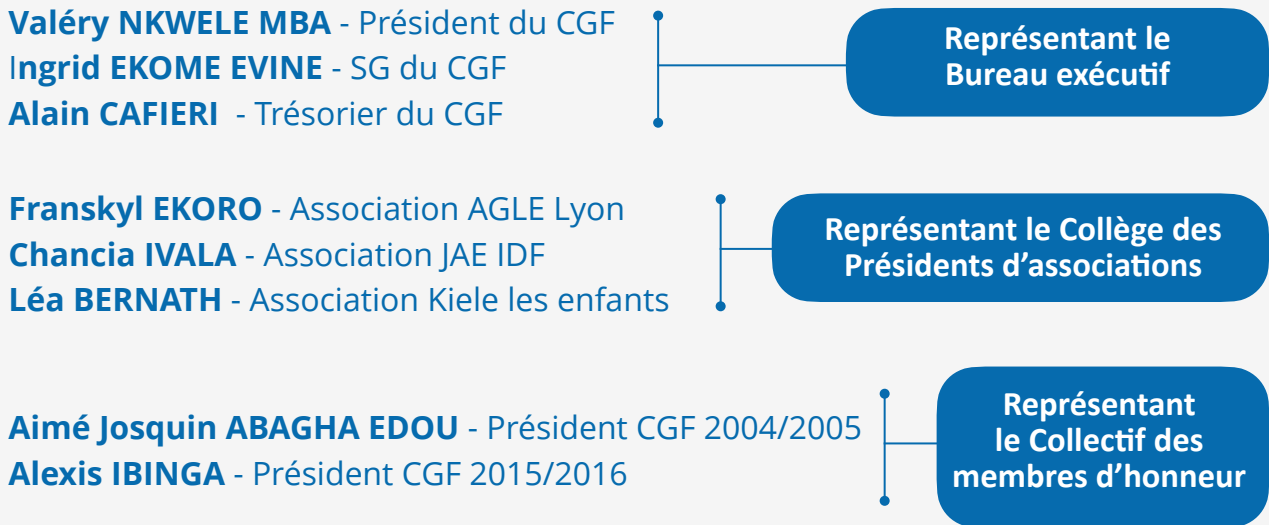 Valéry NKWELE MBA - Président du CGF
Ingrid EKOME EVINE - SG du CGF
Alain CAFIERI - Trésorier du CGF
Représentant le
Bureau exécutif
Franskyl EKORO - Association AGLE Lyon
Chancia IVALA - Association JAE IDF
Léa BERNATH - Association Kiele les enfants
Représentant le Collège des
Présidents d’associations
Aimé Josquin ABAGHA EDOU - Président CGF 2004/2005
Alexis IBINGA - Président CGF 2015/2016
Représentant
le Collectif des
membres d’honneur